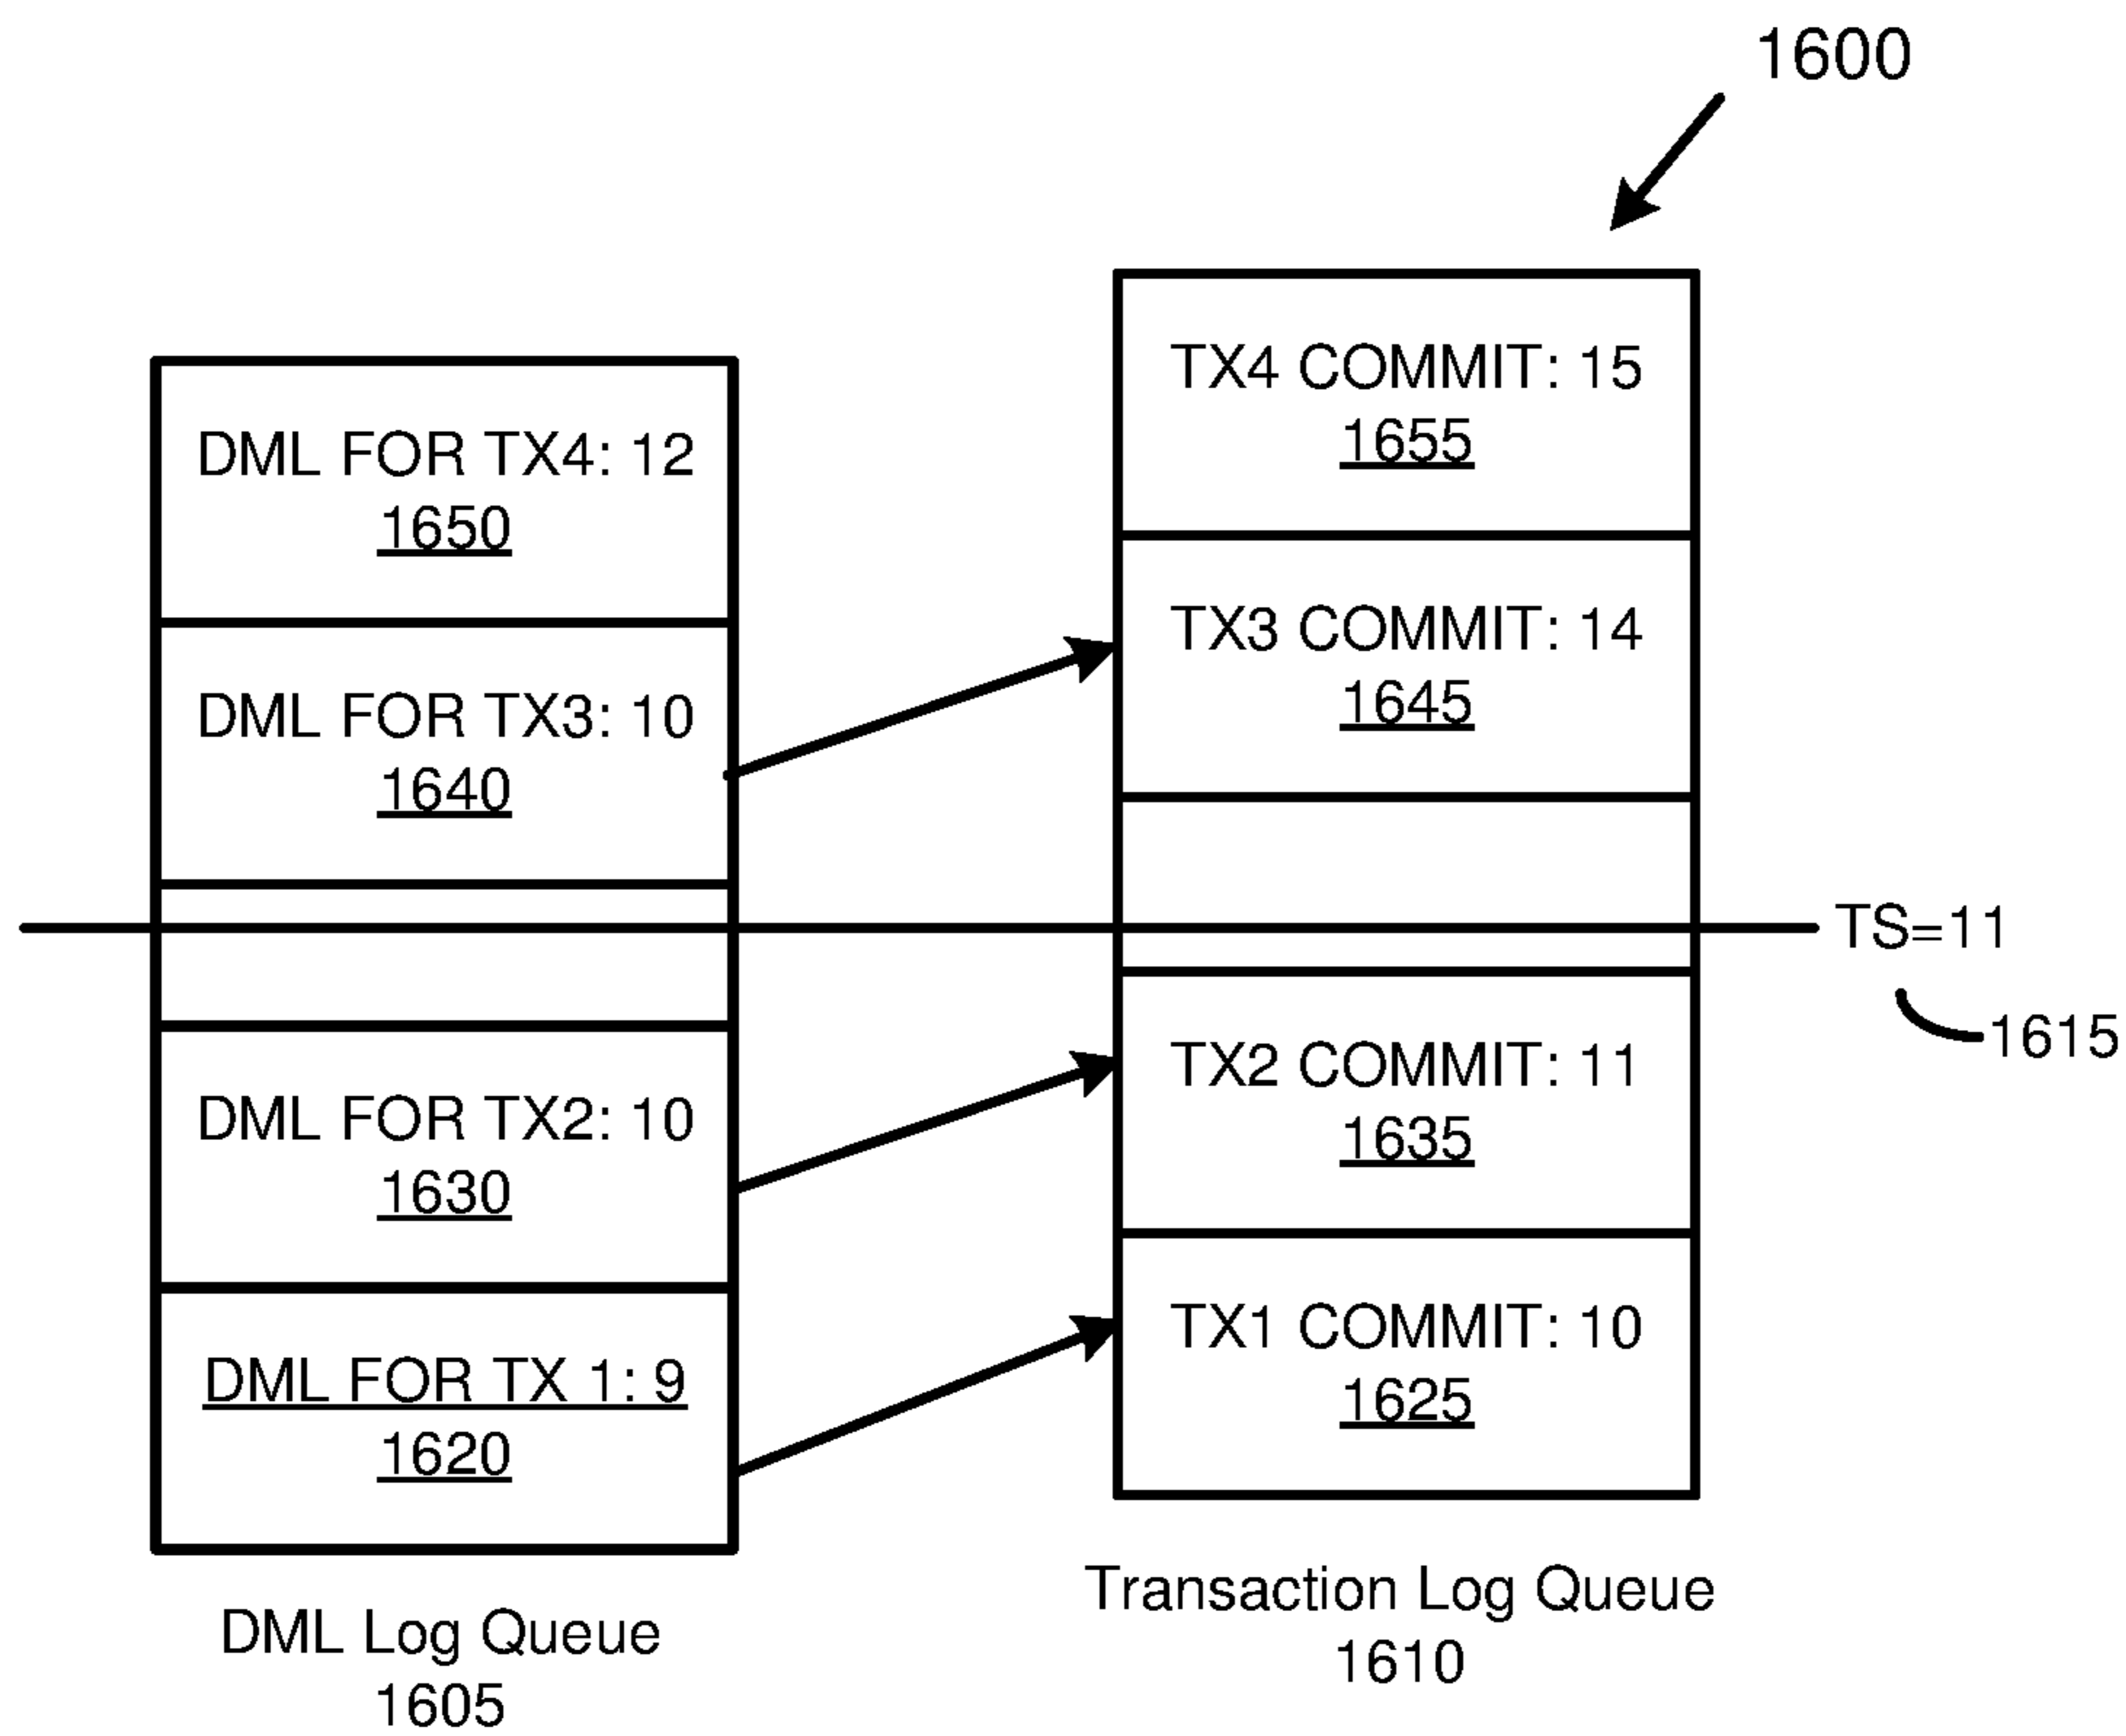 1600
DML FOR TX4: 12
1650
DML FOR TX3: 10
1640
DML FOR TX2: 10
1630
DML FOR TX 1: 9
1620
DML Log Queue
1605
TX4 COMMIT: 15
1655
TX3 COMMIT: 14
1645
TX2 COMMIT: 11
1635
TX1 COMMIT: 10
1625
Transaction Log Queue
1610
TS=11
1615